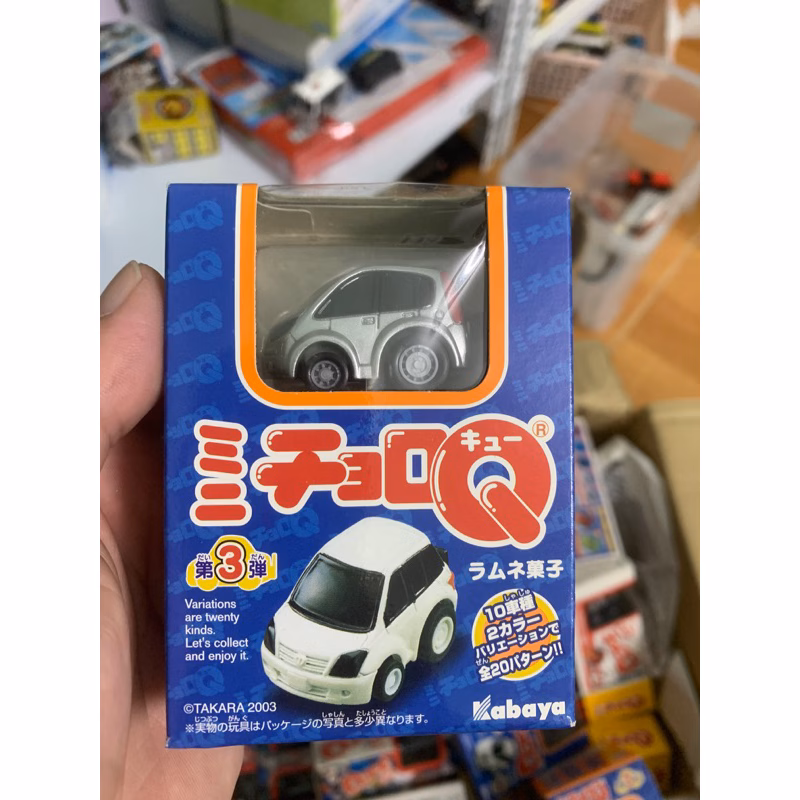 ミニ
チョロQ
キュー
®
だい だん
第3弾
ラムネ菓子
Variations
are twenty
kinds.
Let's collect
and enjoy it.
しゃしゅ
10車種
2カラー
バリエーションで
ぜん
全20パターン!!
©TAKARA 2003
Kabaya
じつぶつ がんぐ しゃしん たしょうこと
※実物の玩具はパッケージの写真と多少異なります。